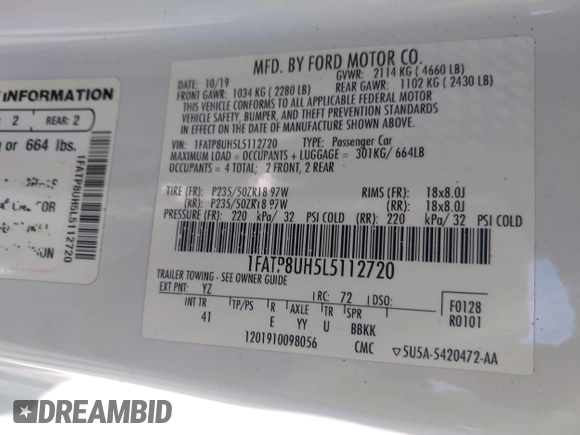 INFORMATION
2 REAR: 2
or 664 lbs.
1FATP8UH5L5112720
MFD. BY FORD MOTOR CO.
DATE: 10/19 GVWR: 2114 KG ( 4660 LB)
FRONT GAWR: 1034 KG ( 2280 LB) REAR GAWR: 1102 KG ( 2430 LB)
THIS VEHICLE CONFORMS TO ALL APPLICABLE FEDERAL MOTOR
VEHICLE SAFETY, BUMPER, AND THEFT PREVENTION STANDARDS
IN EFFECT ON THE DATE OF MANUFACTURE SHOWN ABOVE.
VIN: 1FATP8UH5L5112720 TYPE: Passenger Car
MAXIMUM LOAD = OCCUPANTS + LUGGAGE = 301KG/ 664LB
OCCUPANTS = 4 TOTAL: 2 FRONT, 2 REAR
TIRE (FR): P235/50ZR18 97W RIMS (FR): 18x8.0J
(RR): P235/50ZR18 97W (RR): 18x8.0J
PRESSURE (FR): 220 kPa/ 32 PSI COLD (RR): 220 kPa/ 32 PSI COLD
1FATP8UH5L5112720
TRAILER TOWING - SEE OWNER GUIDE
EXT PNT: YZ RC: 72 DSO:
INT TR TP/PS R AXLE TR SPR
41 E YY U BBKK
F0128
R0101
1201910098056 CMC ▽5U5A-5420472-AA
DREAMBID